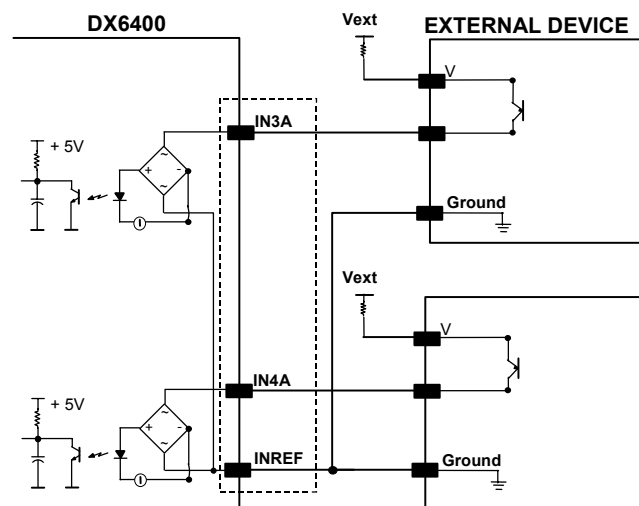 DX6400
Vext
EXTERNAL DEVICE
V
IN3A
+ 5V
~
+
-
~
I
Ground
Vext
V
IN4A
+ 5V
~
+
-
~
I
INREF
Ground